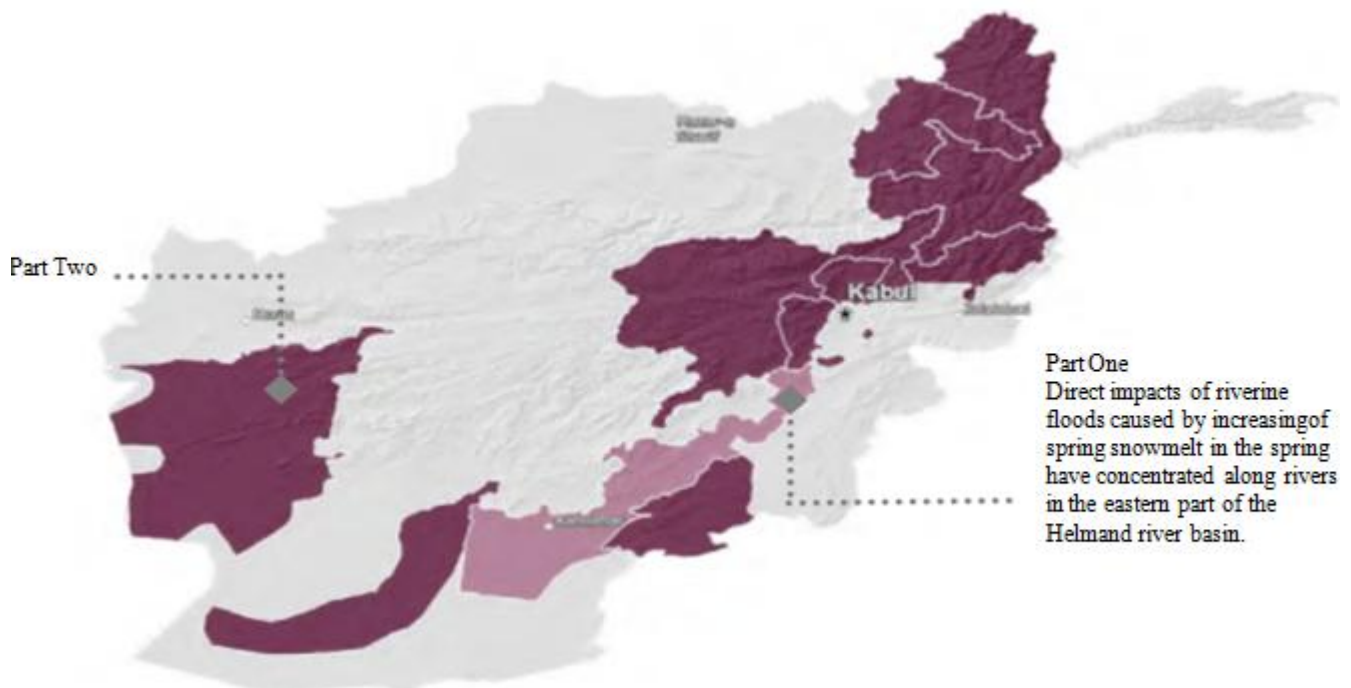 Part Two
Kabul
Part One
Direct impacts of riverine
floods caused by increasingof
spring snowmelt in the spring
have concentrated along rivers
in the eastern part of the
Helmand river basin.